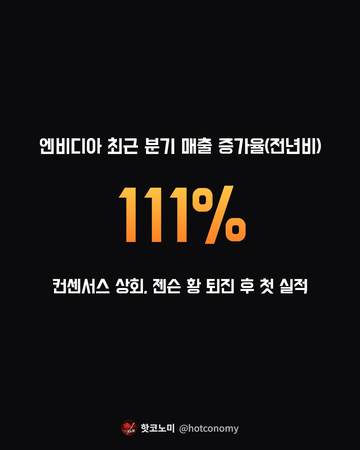 엔비디아 최근 분기 매출 증가율(전년비)
111%
컨센서스 상회, 젠슨 황 퇴진 후 첫 실적
핫코노미 @hotconomy